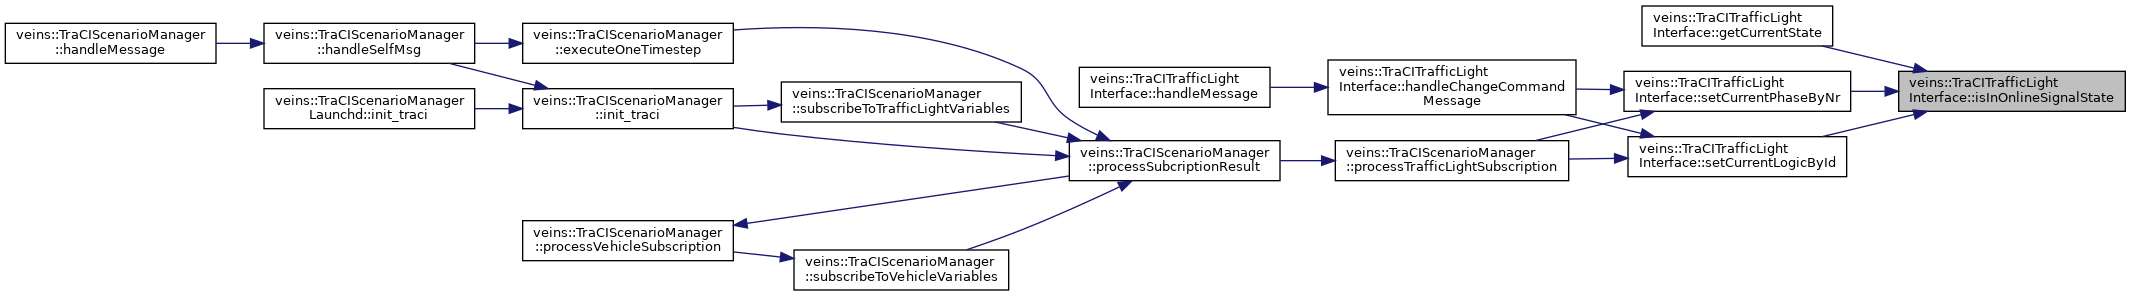 veins::TraCIScenarioManager
::handleMessage
veins::TraCIScenarioManager
::handleSelfMsg
veins::TraCIScenarioManager
Launchd::init_traci
veins::TraCIScenarioManager
::executeOneTimestep
veins::TraCIScenarioManager
::init_traci
veins::TraCIScenarioManager
::processVehicleSubscription
veins::TraCIScenarioManager
::subscribeToTrafficLightVariables
veins::TraCIScenarioManager
::subscribeToVehicleVariables
veins::TraCITrafficLight
Interface::handleMessage
veins::TraCIScenarioManager
::processSubcriptionResult
veins::TraCITrafficLight
Interface::handleChangeCommand
Message
veins::TraCIScenarioManager
::processTrafficLightSubscription
veins::TraCITrafficLight
Interface::getCurrentState
veins::TraCITrafficLight
Interface::setCurrentPhaseByNr
veins::TraCITrafficLight
Interface::setCurrentLogicById
veins::TraCITrafficLight
Interface::isInOnlineSignalState